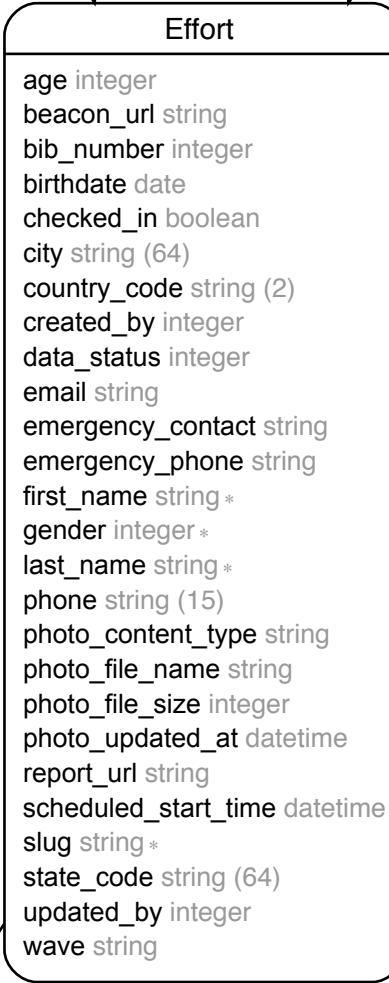 Effort
age integer
beacon_url string
bib_number integer
birthdate date
checked_in boolean
city string (64)
country_code string (2)
created_by integer
data_status integer
email string
emergency_contact string
emergency_phone string
first_name string ∗
gender integer ∗
last_name string ∗
phone string (15)
photo_content_type string
photo_file_name string
photo_file_size integer
photo_updated_at datetime
report_url string
scheduled_start_time datetime
slug string ∗
state_code string (64)
updated_by integer
wave string